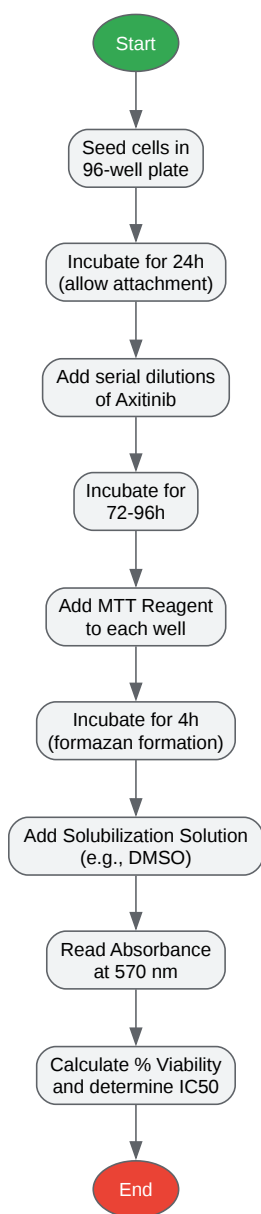 Start
Seed cells in
96-well plate
Incubate for 24h
(allow attachment)
Add serial dilutions
of Axitinib
Incubate for
72-96h
Add MTT Reagent
to each well
Incubate for 4h
(formazan formation)
Add Solubilization Solution
(e.g., DMSO)
Read Absorbance
at 570 nm
Calculate % Viability
and determine IC50
End